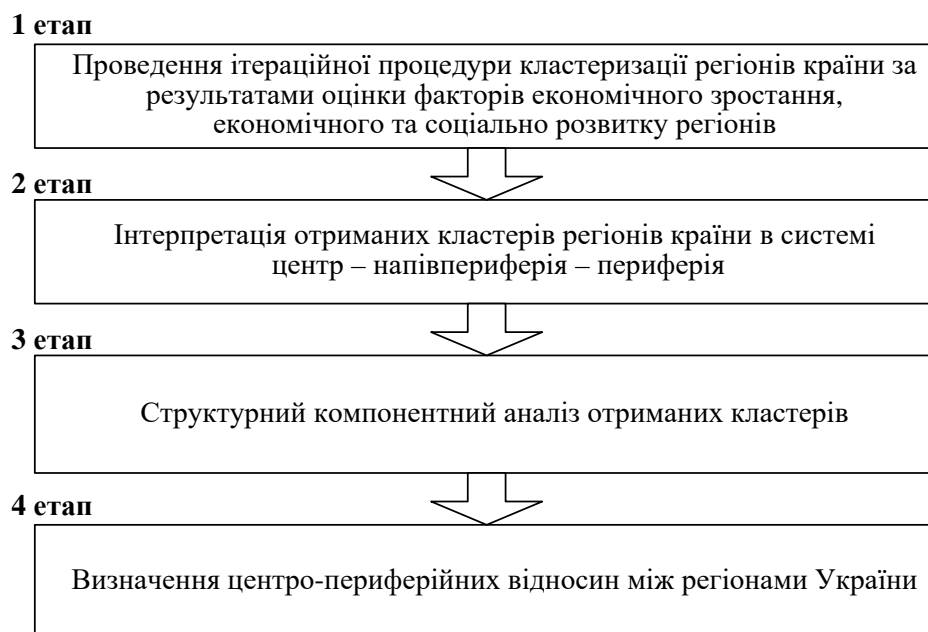 1 етап
Проведення ітераційної процедури кластеризації регіонів країни за
результатами оцінки факторів економічного зростання,
економічного та соціально розвитку регіонів
2 етап
Інтерпретація отриманих кластерів регіонів країни в системі
центр – напівпериферія – периферія
3 етап
Структурний компонентний аналіз отриманих кластерів
4 етап
Визначення центро-периферійних відносин між регіонами України